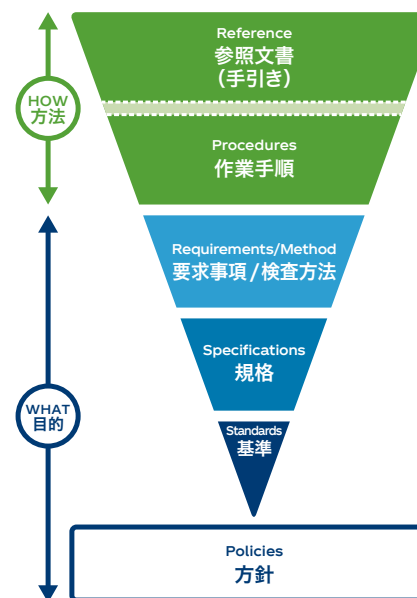 Reference
参照文書
（手引き）
HOW
方法
Procedures
作業手順
Requirements/Method
要求事項 / 検査方法
Specifications
規格
WHAT
目的
Standards
基準
Policies
方針